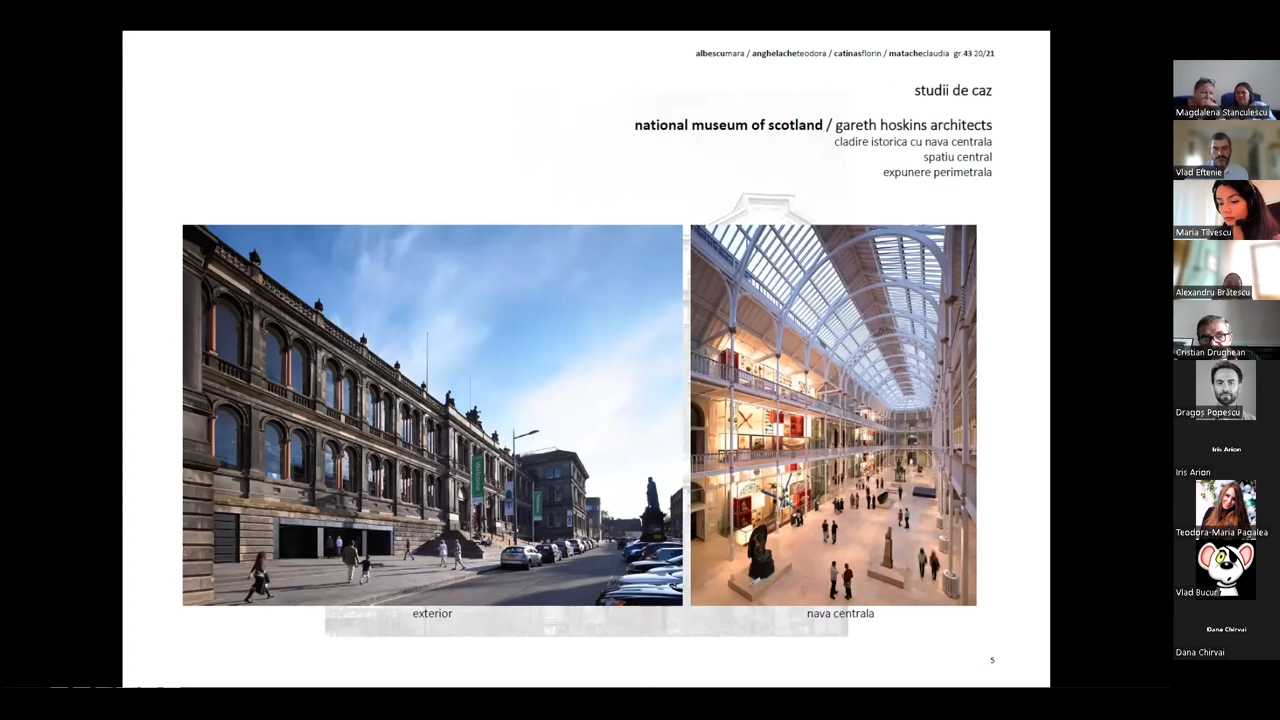 albescumara / anghelacheteodora / catinasflorin / matacheclaudia gr.43 20/21
studii de caz
national museum of scotland / gareth hoskins architects
cladire istorica cu nava centrala
spatiu central
expunere perimetrala
Welcome
exterior
nava centrala
5
Magdalena Stanculescu
Vlad Eftenie
Maria Tilvescu
Alexandru Brătescu
Cristian Drughean
Dragoș Popescu
Iris Arion
Iris Arion
Teodora-Maria Pagalea
Vlad Bucur
Dana Chirvai
Dana Chirvai